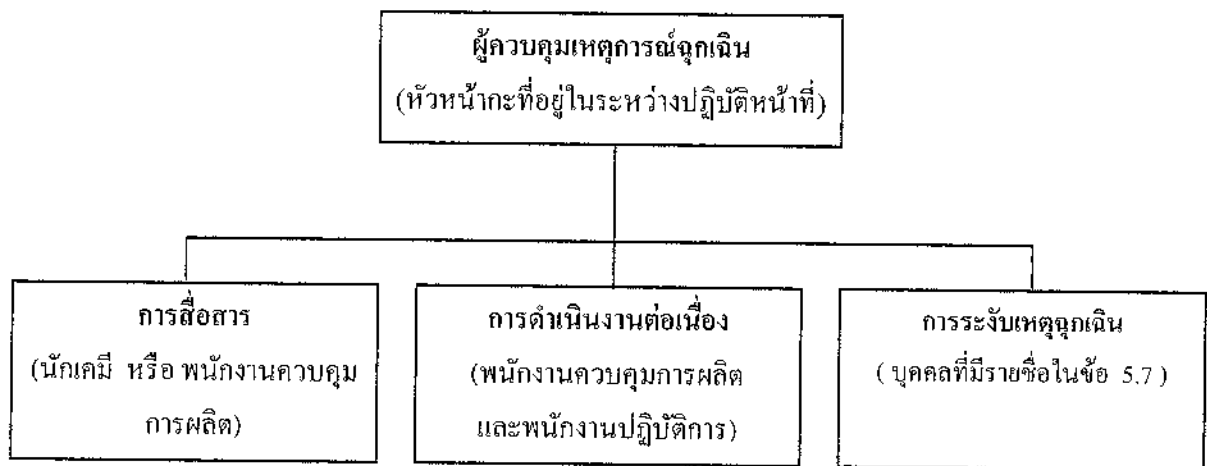 ผู้ควบคุมเหตุการณ์ฉุกเฉิน
(หัวหน้ากะที่อยู่ในระหว่างปฏิบัติหน้าที่)
การสื่อสาร
(นักเคมี หรือ พนักงานควบคุม
การผลิต)
การดำเนินงานต่อเนื่อง
(พนักงานควบคุมการผลิต
และพนักงานปฏิบัติการ)
การระงับเหตุฉุกเฉิน
( บุคคลที่มีรายชื่อในข้อ 5.7 )